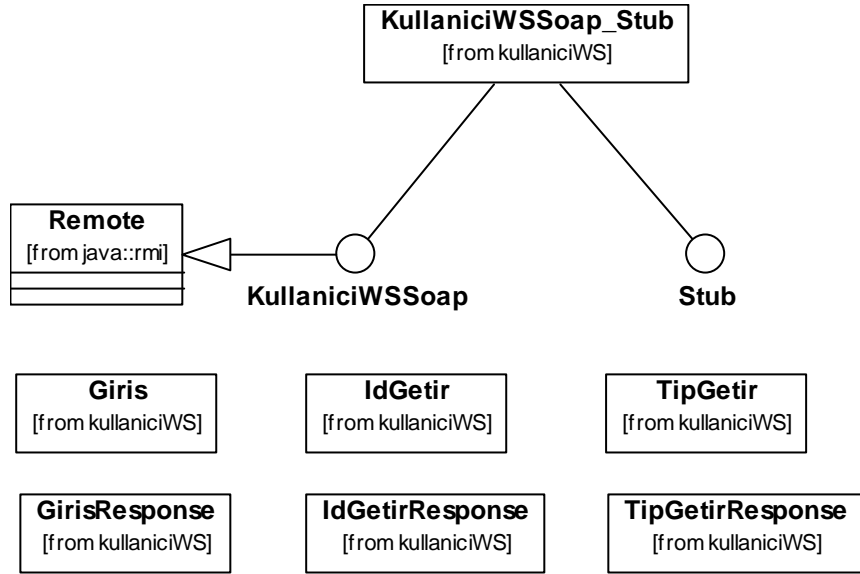 KullaniciWSSoap_Stub
[from kullaniciWS]
Remote
[from java::rmi]
KullaniciWSSoap
Stub
Giris
[from kullaniciWS]
IdGetir
[from kullaniciWS]
TipGetir
[from kullaniciWS]
GirisResponse
[from kullaniciWS]
IdGetirResponse
[from kullaniciWS]
TipGetirResponse
[from kullaniciWS]